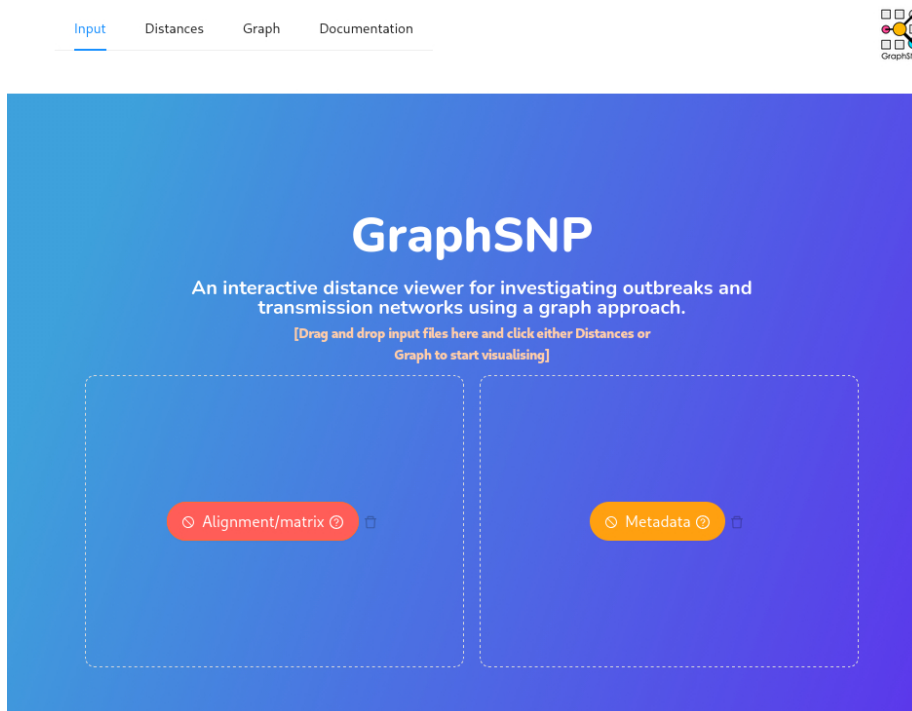 Input Distances Graph Documentation
GraphSNP
An interactive distance viewer for investigating outbreaks and
transmission networks using a graph approach.
[Drag and drop input files here and click either Distances or
Graph to start visualising]
Alignment/matrix
Metadata